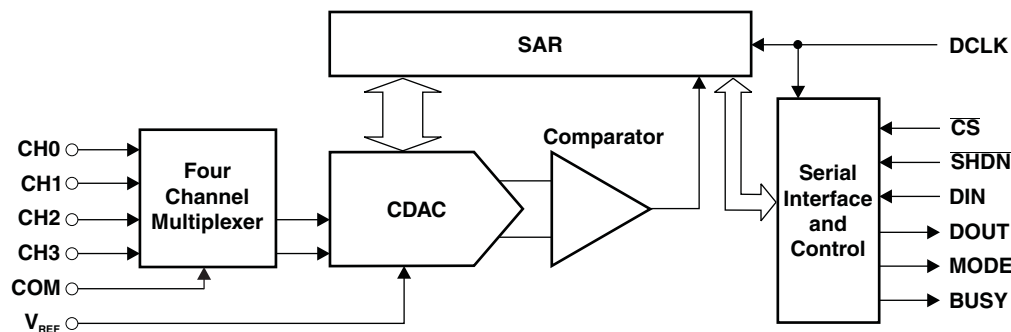 SAR
DCLK
Comparator
CH0
CH1
CH2
CH3
COM
VREF
Four
Channel
Multiplexer
CDAC
Serial
Interface
and
Control
CS
SHDN
DIN
DOUT
MODE
BUSY